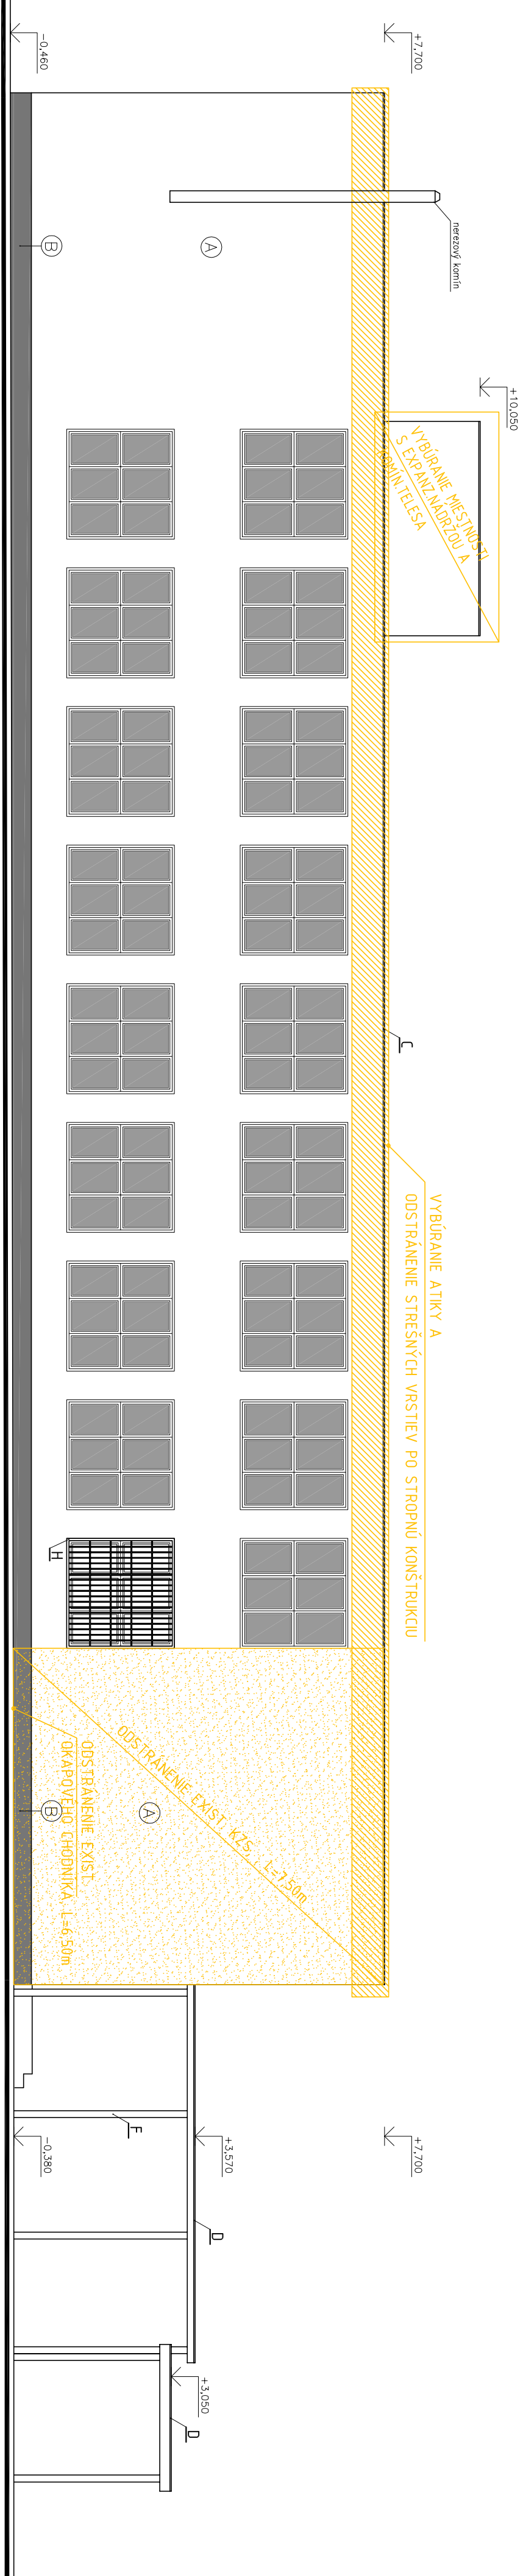 -0,460
+7,700
nerezový komín
B
A
+10,050
VYBÚRANIE MIESTNOSTI
S EXPANZ.NÁDRŽOU A
KOMÍN.TELESA
C
VYBÚRANIE ATIKY A
ODSTRÁNENIE STREŠNÝCH VRSTIEV PO STROPNÚ KONŠTRUKCIU
H
ODSTRÁNENIE EXIST. KZS, L=7,50m
ODSTRÁNENIE EXIST.
OKAPOVÉHO CHODNÍKA, L=6,50m
B
A
F
-0,380
+3,570
+7,700
D
+3,050
D